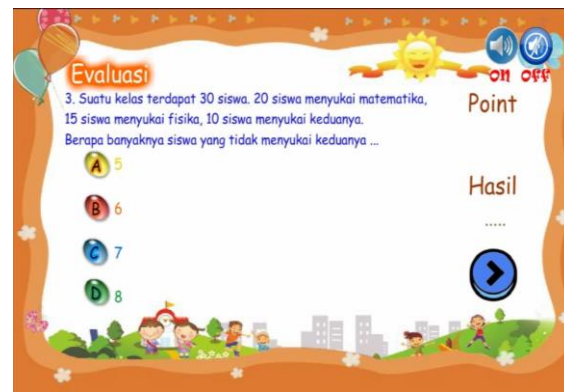 Evaluasi
on off
3. Suatu kelas terdapat 30 siswa. 20 siswa menyukai matematika,
15 siswa menyukai fisika, 10 siswa menyukai keduanya.
Berapa banyaknya siswa yang tidak menyukai keduanya ...
Point
A 5
B 6
C 7
D 8
Hasil
.....